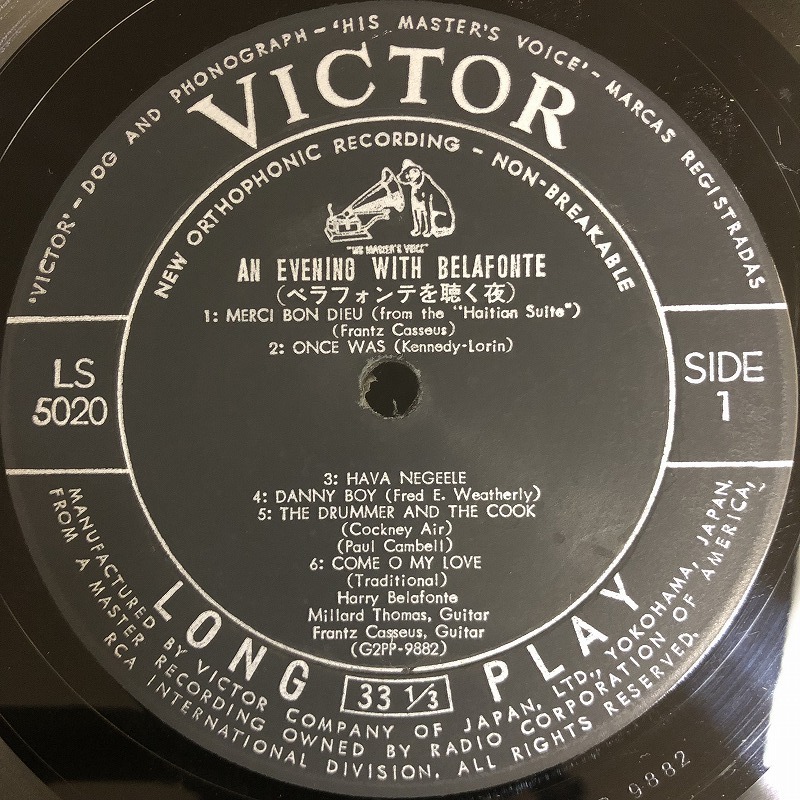 'VICTOR' - DOG AND PHONOGRAPH - 'HIS MASTER'S VOICE' - MARCAS REGISTRADAS
VICTOR
NEW ORTHOPHONIC RECORDING - NON-BREAKABLE
"HIS MASTER'S VOICE"
AN EVENING WITH BELAFONTE
(ベラフォンテを聴く夜)
1: MERCI BON DIEU (from the "Haitian Suite")
(Frantz Casseus)
2: ONCE WAS (Kennedy-Lorin)
LS
5020
SIDE
1
3: HAVA NEGEELE
4: DANNY BOY (Fred E. Weatherly)
5: THE DRUMMER AND THE COOK
(Cockney Air)
(Paul Cambell)
6: COME O MY LOVE
(Traditional)
Harry Belafonte
Millard Thomas, Guitar
Frantz Casseus, Guitar
(G2PP-9882)
LONG 33 1/3 PLAY
MANUFACTURED BY VICTOR COMPANY OF JAPAN, LTD., YOKOHAMA, JAPAN.
FROM A MASTER RECORDING OWNED BY RADIO CORPORATION OF AMERICA,
RCA INTERNATIONAL DIVISION. ALL RIGHTS RESERVED.
9882